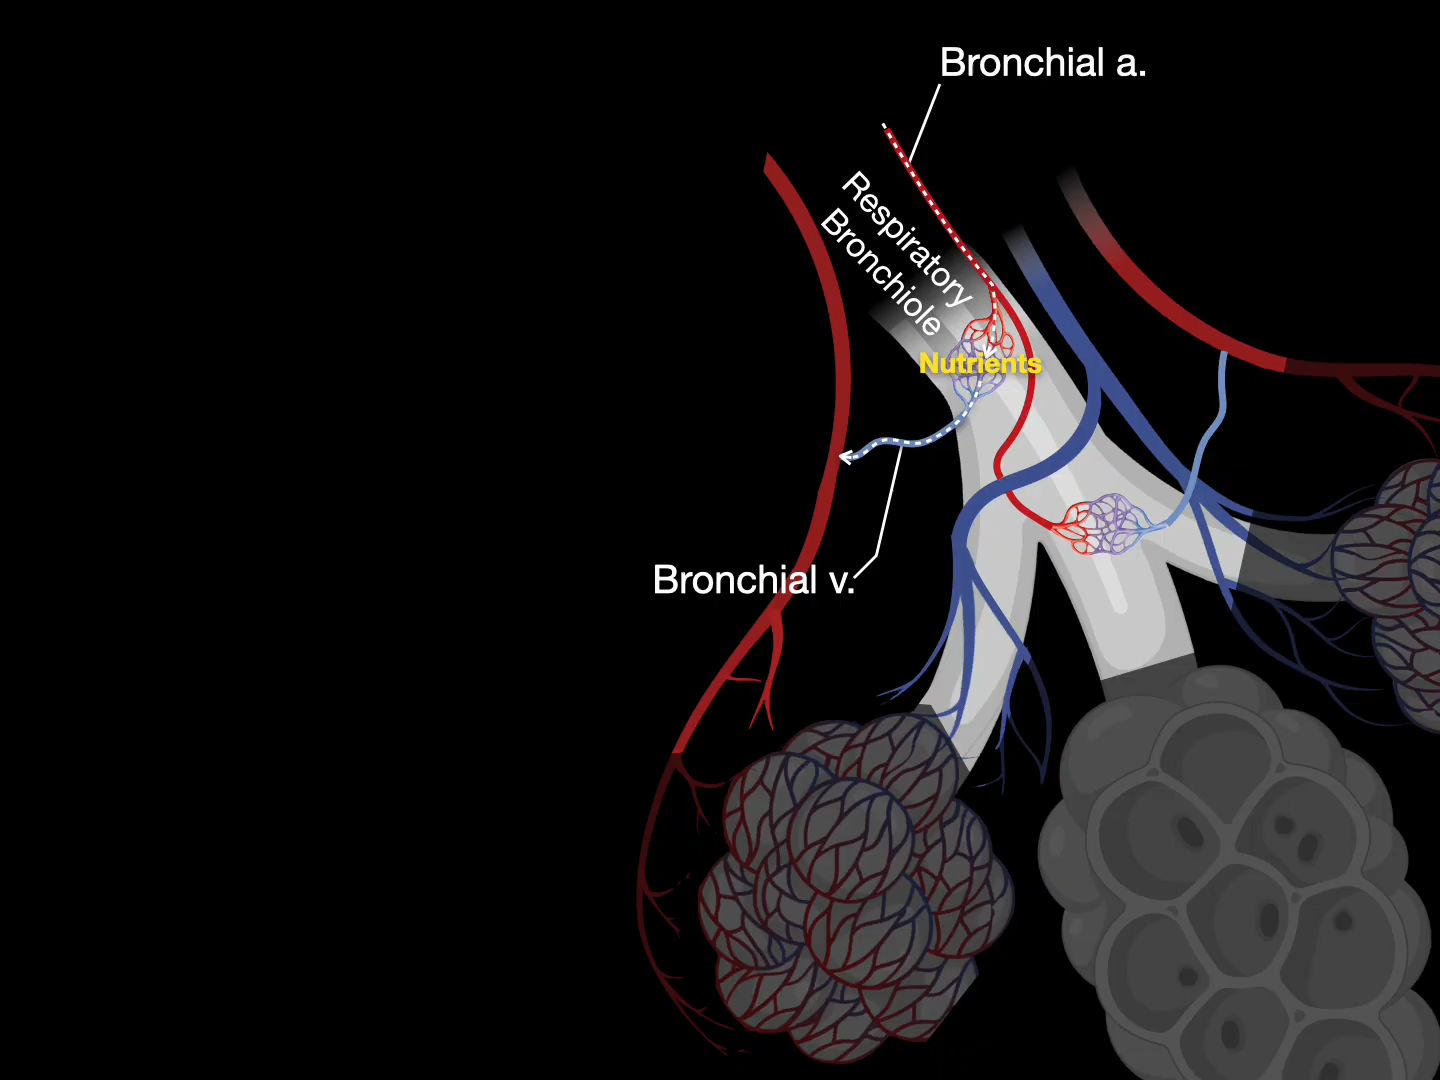 Bronchial a.
Respiratory
Bronchiole
Nutrients
Bronchial v.